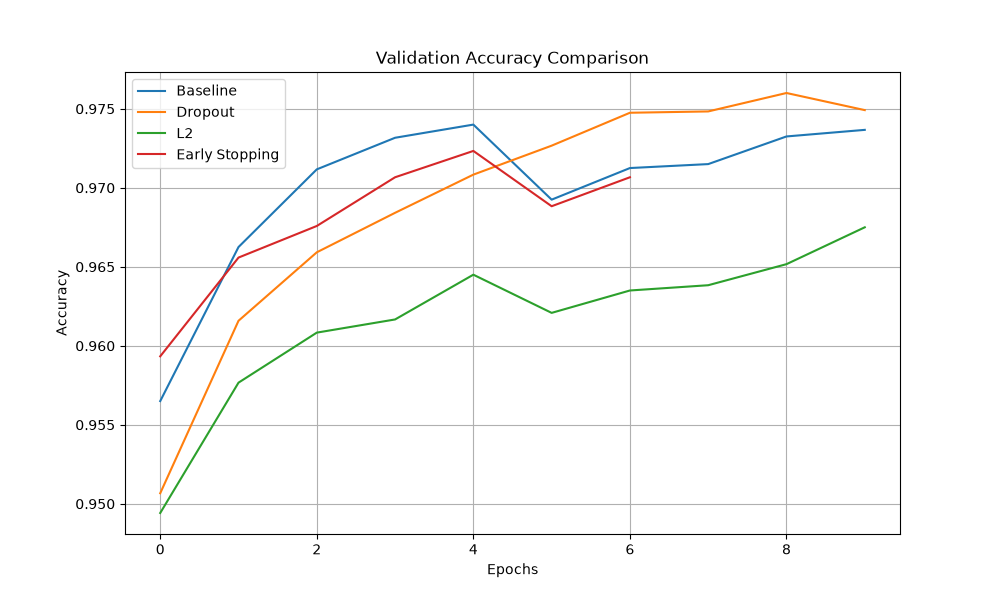 Validation Accuracy Comparison
Baseline
Dropout
L2
Early Stopping
0.975
0.970
0.965
0.960
0.955
0.950
Accuracy
0 2 4 6 8
Epochs